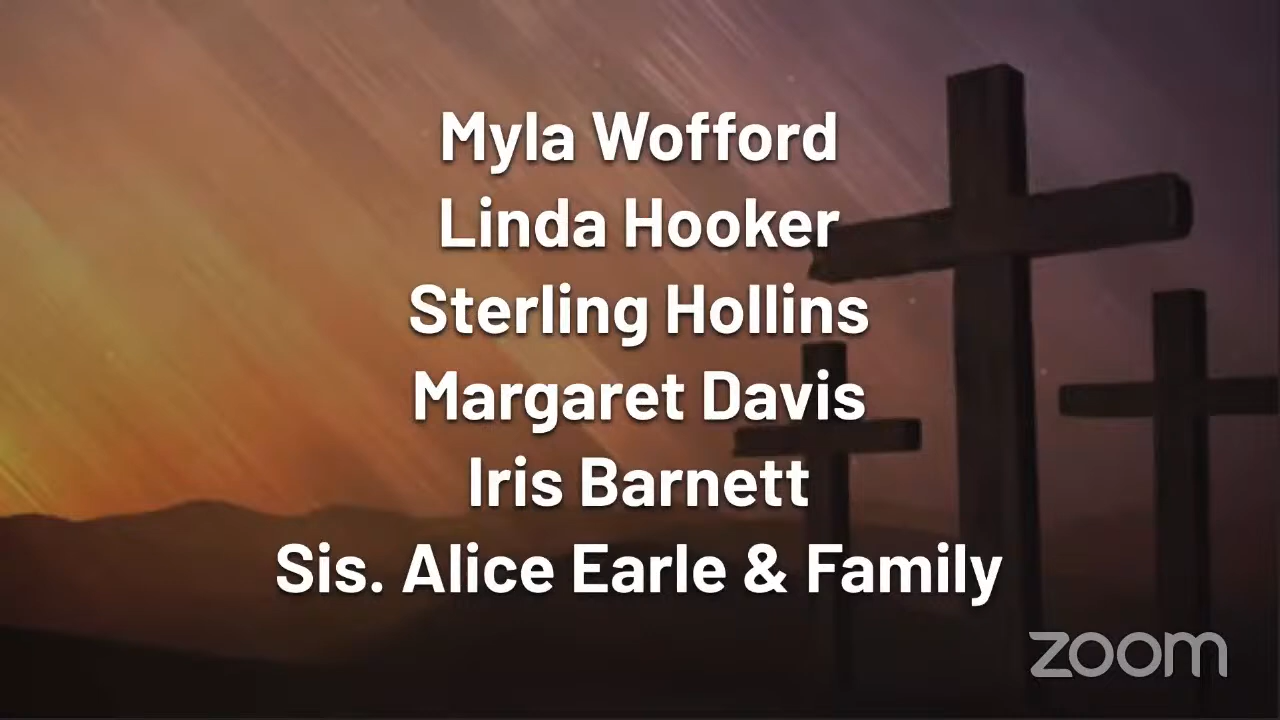 Myla Wofford
Linda Hooker
Sterling Hollins
Margaret Davis
Iris Barnett
Sis. Alice Earle & Family
zoom